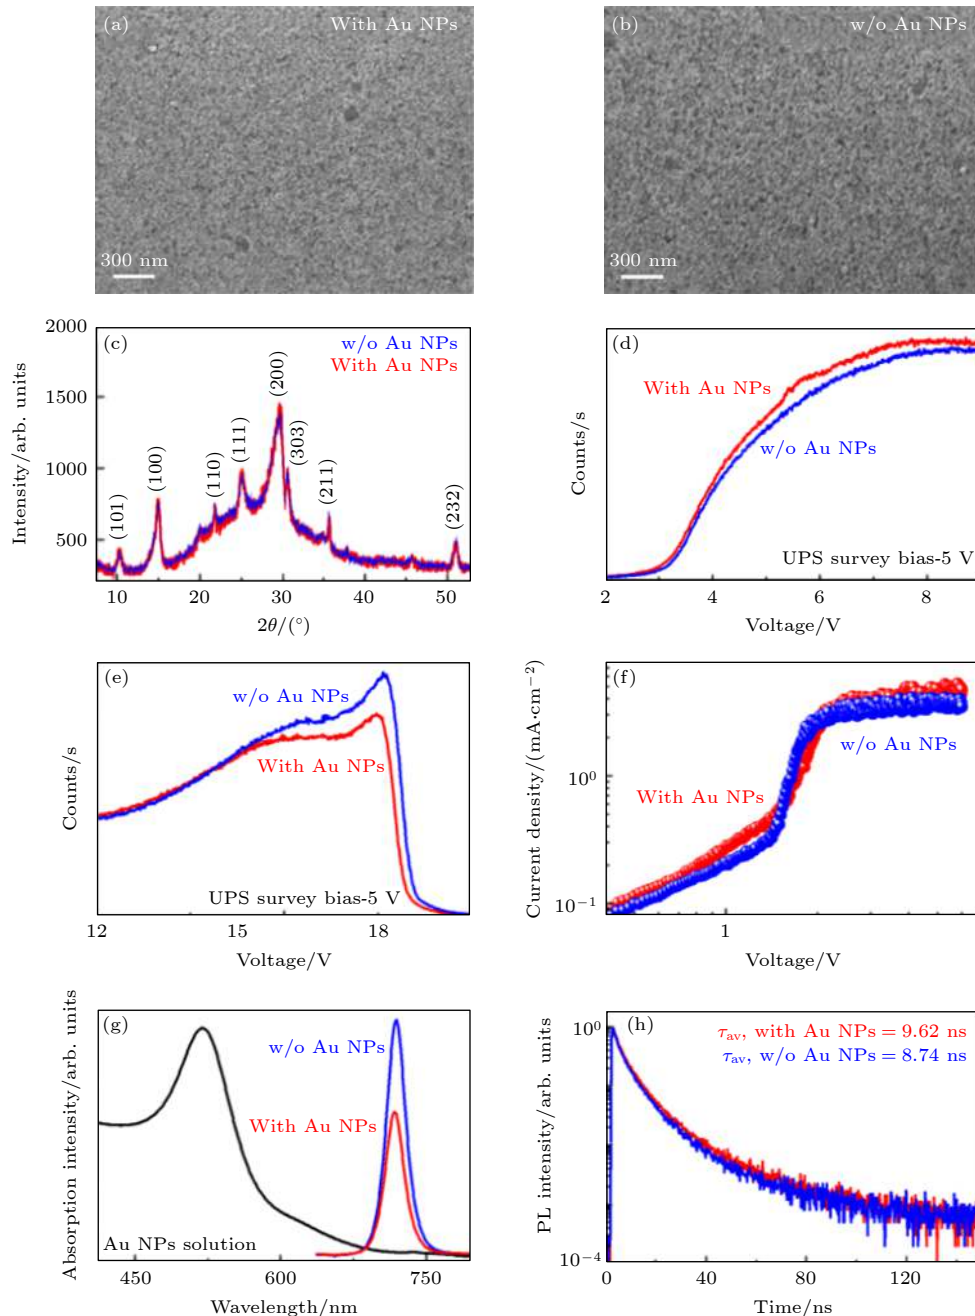 (a)
With Au NPs
300 nm
(b)
w/o Au NPs
300 nm
(c)
w/o Au NPs
With Au NPs
(101)
(100)
(110)
(111)
(200)
(303)
(211)
(232)
Intensity/arb. units
2000
1500
1000
500
10
20
30
40
50
2θ/(°)
(d)
With Au NPs
w/o Au NPs
UPS survey bias-5 V
Counts/s
2
4
6
8
Voltage/V
(e)
w/o Au NPs
With Au NPs
UPS survey bias-5 V
Counts/s
12
15
18
Voltage/V
(f)
w/o Au NPs
With Au NPs
Current density/(mA·cm⁻²)
10⁰
10⁻¹
1
Voltage/V
(g)
w/o Au NPs
With Au NPs
Au NPs solution
Absorption intensity/arb. units
450
600
750
Wavelength/nm
(h)
τav, with Au NPs = 9.62 ns
τav, w/o Au NPs = 8.74 ns
PL intensity/arb. units
10⁰
10⁻⁴
0
40
80
120
Time/ns